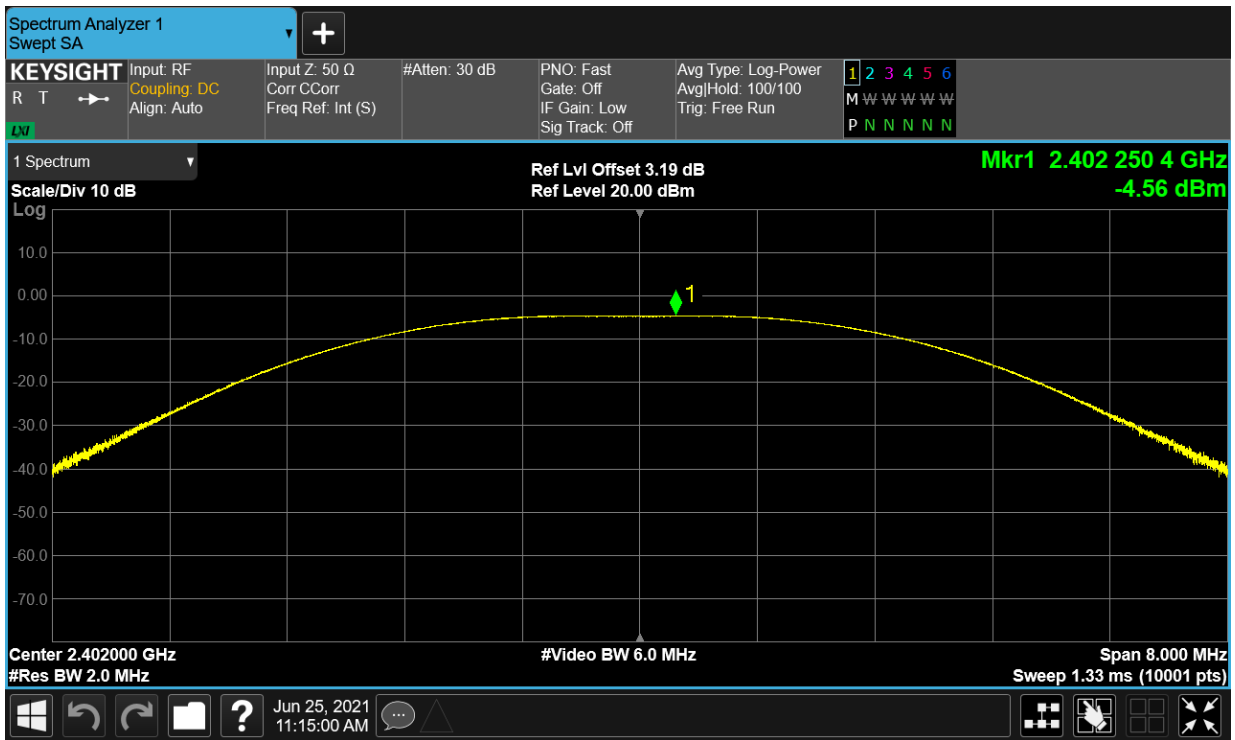 Spectrum Analyzer 1
Swept SA
+
KEYSIGHT
R T
LXI
Input: RF
Coupling: DC
Align: Auto
Input Z: 50 Ω
Corr CCorr
Freq Ref: Int (S)
#Atten: 30 dB
PNO: Fast
Gate: Off
IF Gain: Low
Sig Track: Off
Avg Type: Log-Power
Avg|Hold: 100/100
Trig: Free Run
1 2 3 4 5 6
M W W W W W
P N N N N N
1 Spectrum
Scale/Div 10 dB
Log
Ref Lvl Offset 3.19 dB
Ref Level 20.00 dBm
Mkr1 2.402 250 4 GHz
-4.56 dBm
10.0
0.00
1
-10.0
-20.0
-30.0
-40.0
-50.0
-60.0
-70.0
Center 2.402000 GHz
#Res BW 2.0 MHz
#Video BW 6.0 MHz
Span 8.000 MHz
Sweep 1.33 ms (10001 pts)
?
Jun 25, 2021
11:15:00 AM